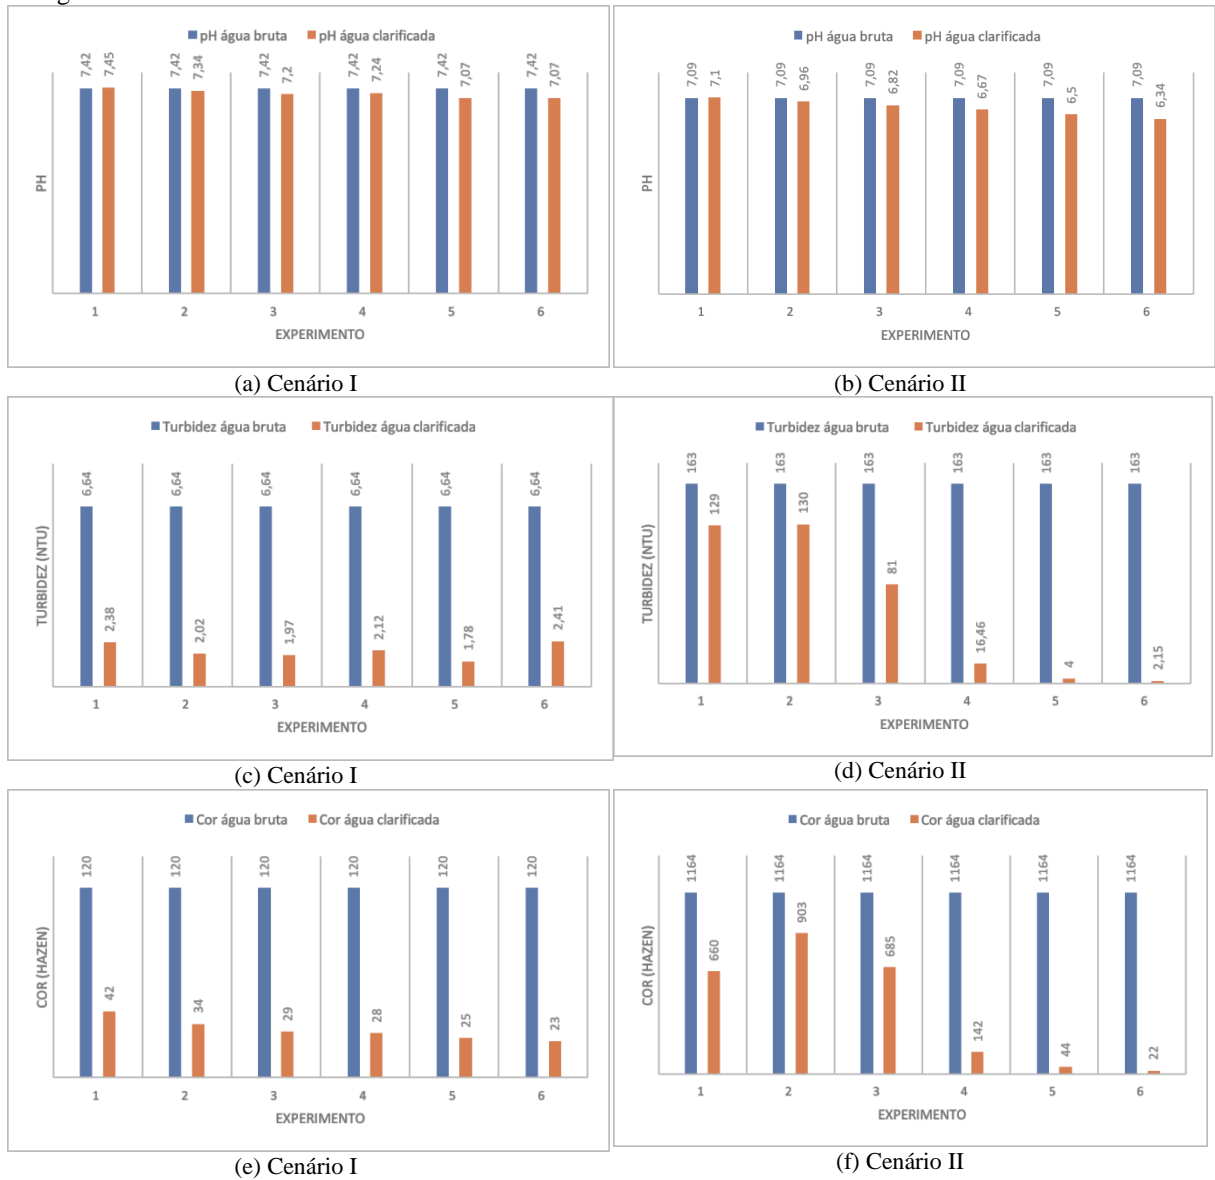 pH água bruta pH água clarificada
7,42 7,45 7,42 7,34 7,42 7,2 7,42 7,24 7,42 7,07 7,42 7,07
PH
1 2 3 4 5 6
EXPERIMENTO
(a) Cenário I
pH água bruta pH água clarificada
7,09 7,1 7,09 6,96 7,09 6,82 7,09 6,67 7,09 6,5 7,09 6,34
PH
1 2 3 4 5 6
EXPERIMENTO
(b) Cenário II
Turbidez água bruta Turbidez água clarificada
6,64 2,38 6,64 2,02 6,64 1,97 6,64 2,12 6,64 1,78 6,64 2,41
TURBIDEZ (NTU)
1 2 3 4 5 6
EXPERIMENTO
(c) Cenário I
Turbidez água bruta Turbidez água clarificada
163 129 163 130 163 81 163 16,46 163 4 163 2,15
TURBIDEZ (NTU)
1 2 3 4 5 6
EXPERIMENTO
(d) Cenário II
Cor água bruta Cor água clarificada
120 42 120 34 120 29 120 28 120 25 120 23
COR (HAZEN)
1 2 3 4 5 6
EXPERIMENTO
(e) Cenário I
Cor água bruta Cor água clarificada
1164 660 1164 903 1164 685 1164 142 1164 44 1164 22
COR (HAZEN)
1 2 3 4 5 6
EXPERIMENTO
(f) Cenário II